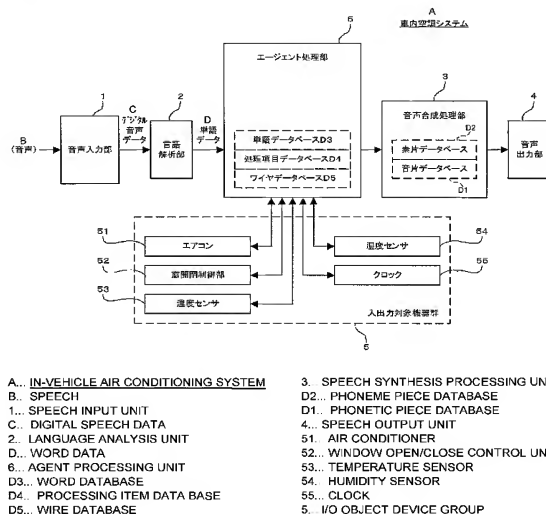 A
車内空調システム
6
エージェント処理部
1
C
デジタル
音声
データ
2
D
単語
データ
3
音声合成処理部
4
B
(音声)
音声入力部
言語
解析部
単語データベースD3
処理項目データベースD4
ワイヤデータベースD5
D2
素片データベース
音片データベース
D1
音声
出力部
51
エアコン
52
窓開閉制御部
53
温度センサ
54
湿度センサ
55
クロック
入出力対象機器群
5
A... IN-VEHICLE AIR CONDITIONING SYSTEM
B... SPEECH
1... SPEECH INPUT UNIT
C... DIGITAL SPEECH DATA
2... LANGUAGE ANALYSIS UNIT
D... WORD DATA
6... AGENT PROCESSING UNIT
D3... WORD DATABASE
D4... PROCESSING ITEM DATA BASE
D5... WIRE DATABASE
3... SPEECH SYNTHESIS PROCESSING UN
D2... PHONEME PIECE DATABASE
D1... PHONETIC PIECE DATABASE
4... SPEECH OUTPUT UNIT
51... AIR CONDITIONER
52... WINDOW OPEN/CLOSE CONTROL UN
53... TEMPERATURE SENSOR
54... HUMIDITY SENSOR
55... CLOCK
5... I/O OBJECT DEVICE GROUP